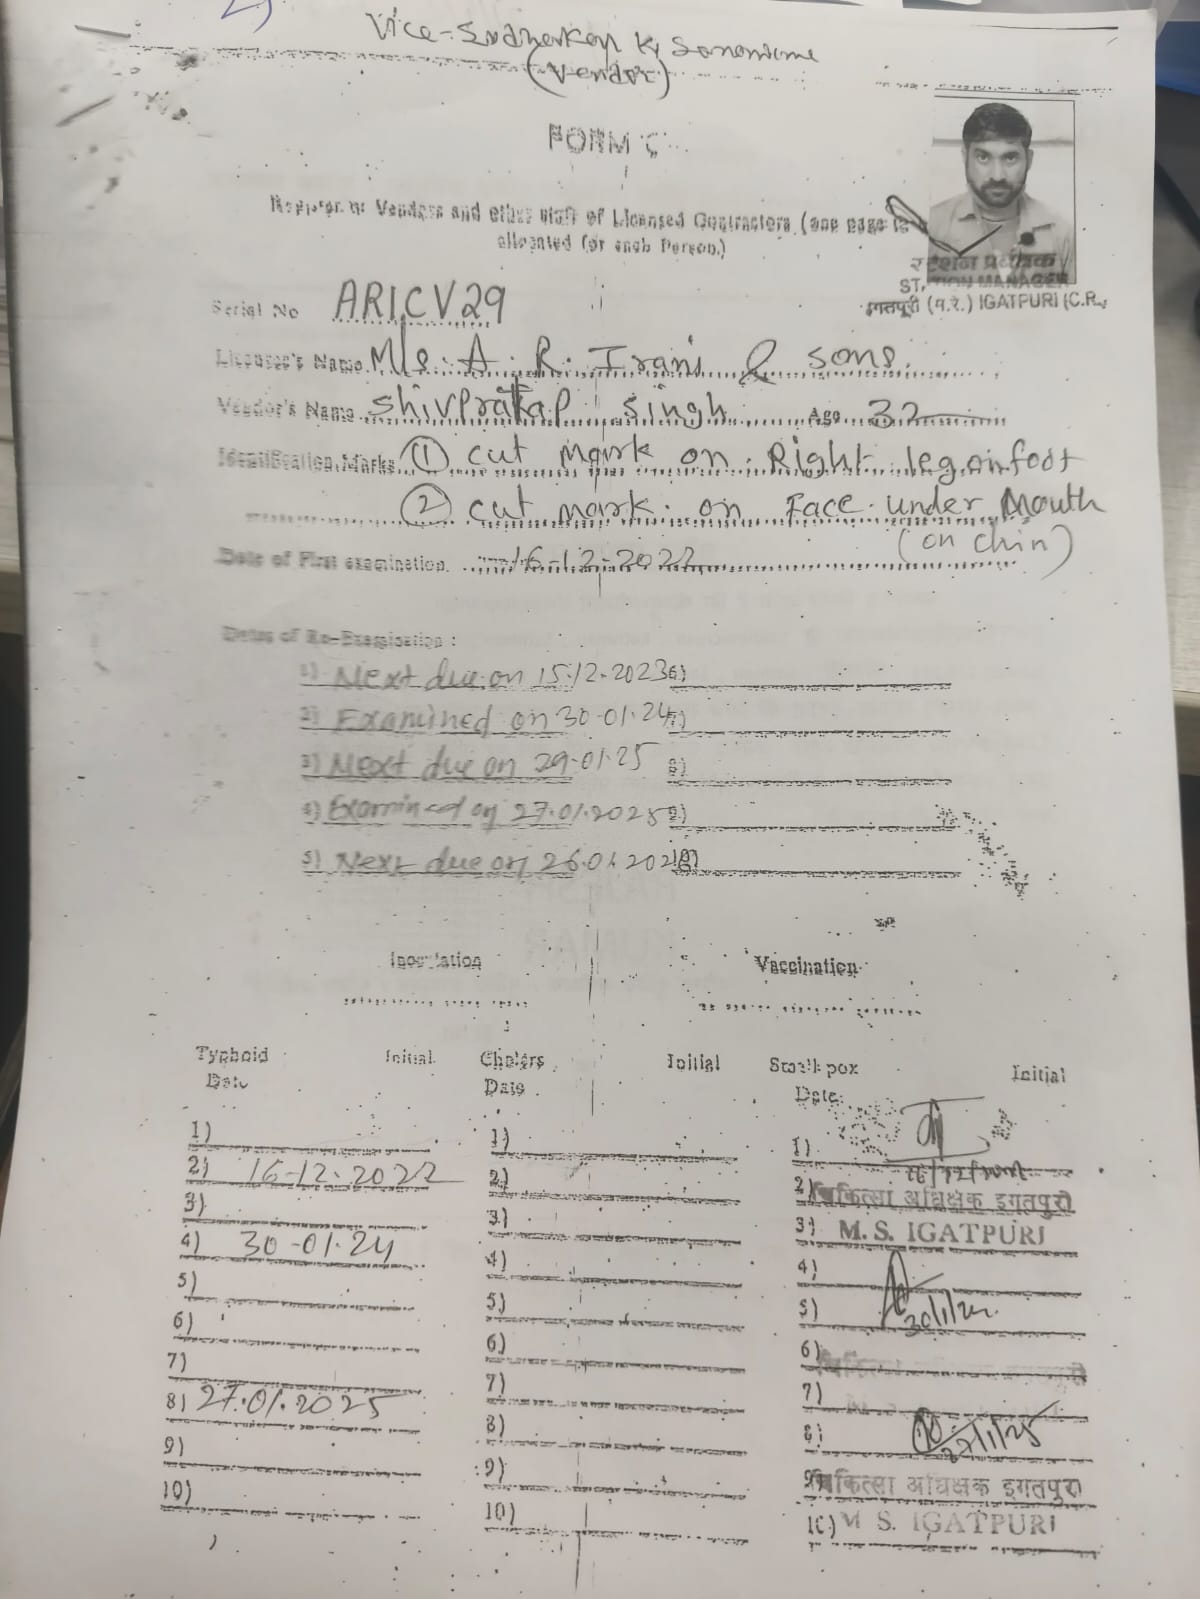 Vice-
(Vendor)
FORM C
Register of Vendors and other staff of Licensed Contractors (one page to
allocated for each Person.)
स्टेशन प्रबंधक
STATION MANAGER
इगतपुरी (म.रे.) IGATPURI (C.R.)
Serial No ARICV29
Licensee's Name M/s. A. R. Irani & sons.
Vendor's Name Shivpratap Singh Age 32
Identification Marks (1) cut mark on Right leg on foot
(2) cut mark on Face under Mouth
(on chin)
Date of First examination 16-12-2022
Dates of Re-Examination :
1) Next due on 15.12.2023 6)
2) Examined on 30-01-24 7)
3) Next due on 29.01.25 8)
4) Examined on 27.01.2025 9)
5) Next due on 26.01.2026 10)
Inoculation Vaccination
Typhoid Initial Cholera Initial Small pox Initial
Date Date Date
1) 1) 1)
16/12/2022
2) 16-12-2022 2) 2) चिकित्सा अधिक्षक इगतपुरी
3) 3) 3) M. S. IGATPURI
4) 30-01-24 4) 4)
5) 5) 5) 30/1/24
6) 6) 6)
7) 7) 7)
8) 27.01.2025 8) 8) 27/1/25
9) 9) 9) चिकित्सा अधिक्षक इगतपुरी
10) 10) 10) M S. IGATPURI